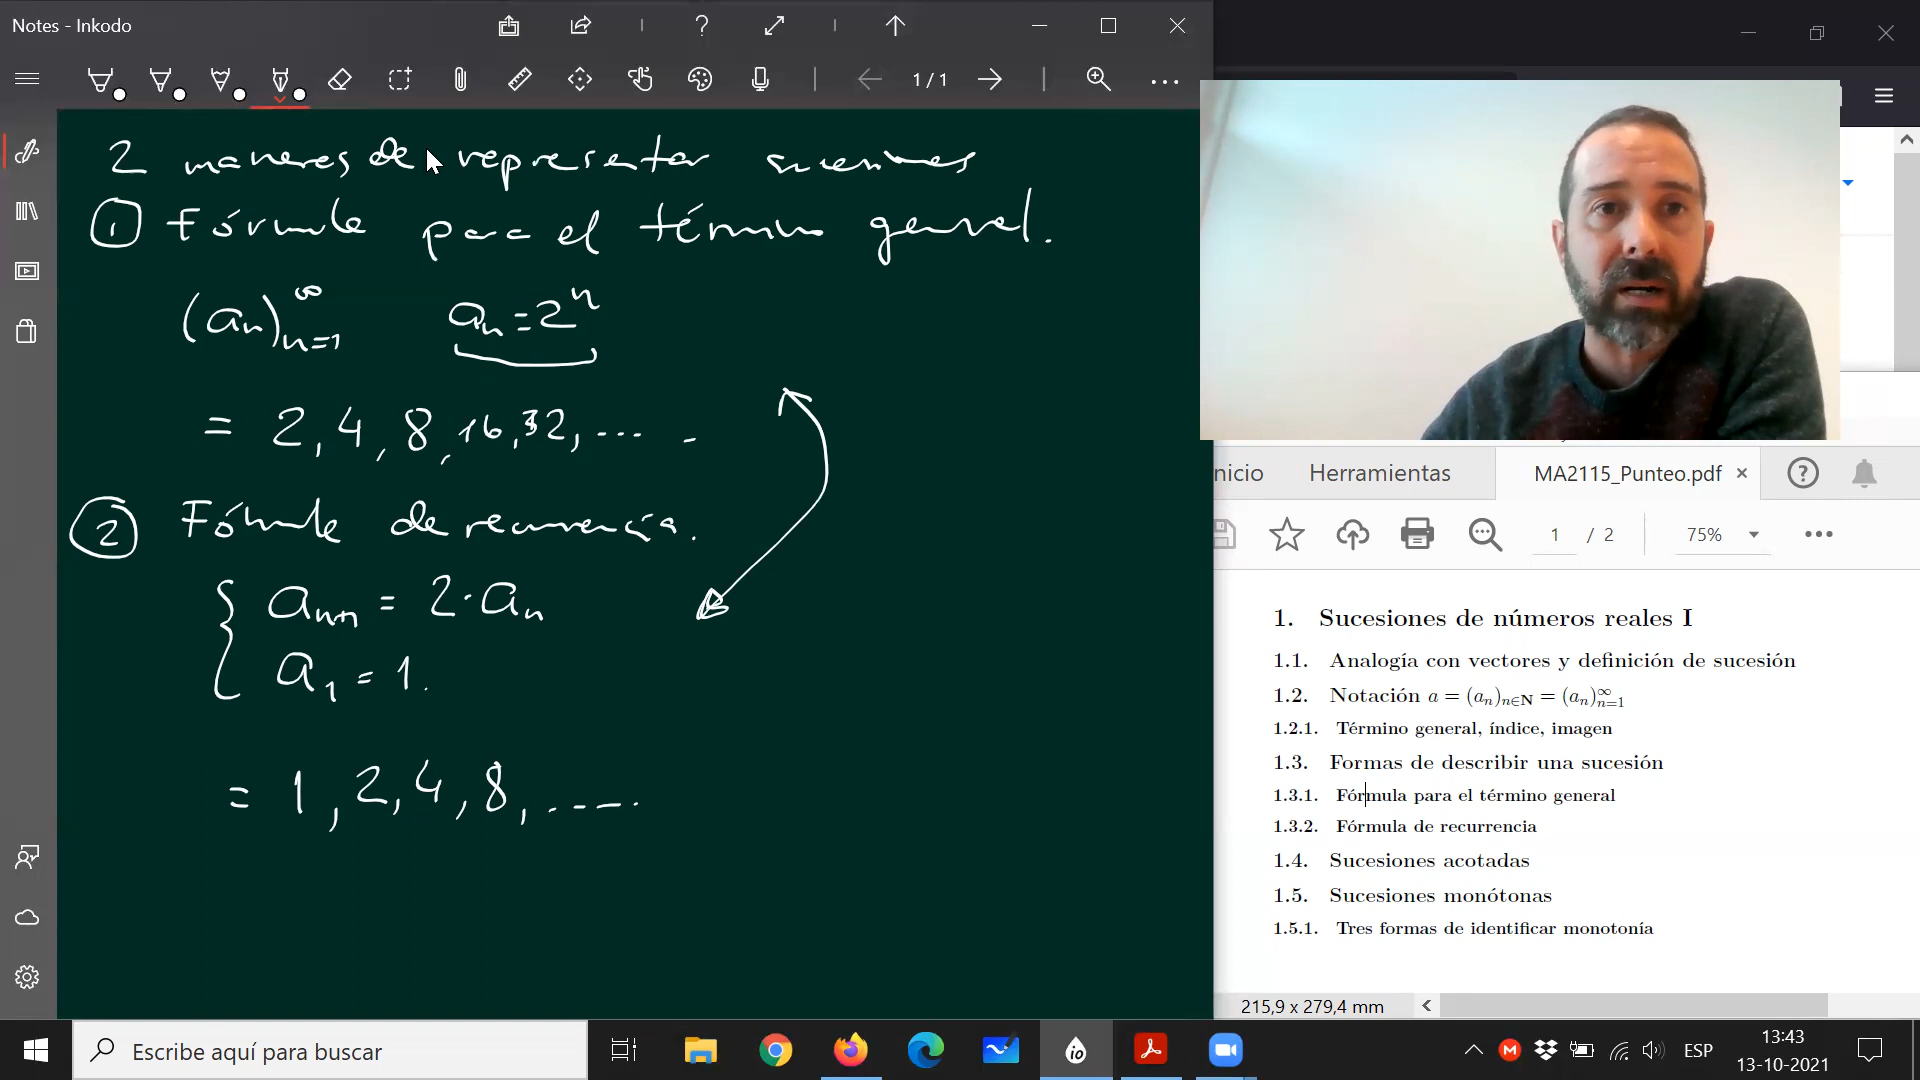 Notes - Inkodo
1 / 1
2 maneras de representar sucesiones
① Fórmula para el término general.
(aₙ)ₙ₌₁^∞ aₙ = 2ⁿ
= 2, 4, 8, 16, 32, ....
② Fórmula de recurrencia.
aₙ₊₁ = 2 · aₙ
a₁ = 1.
= 1, 2, 4, 8, .....
nicio Herramientas MA2115_Punteo.pdf ×
1 / 2 75%
1. Sucesiones de números reales I
1.1. Analogía con vectores y definición de sucesión
1.2. Notación a = (aₙ)ₙ∈N = (aₙ)ₙ₌₁^∞
1.2.1. Término general, índice, imagen
1.3. Formas de describir una sucesión
1.3.1. Fórmula para el término general
1.3.2. Fórmula de recurrencia
1.4. Sucesiones acotadas
1.5. Sucesiones monótonas
1.5.1. Tres formas de identificar monotonía
215,9 x 279,4 mm
Escribe aquí para buscar
ESP
13:43
13-10-2021